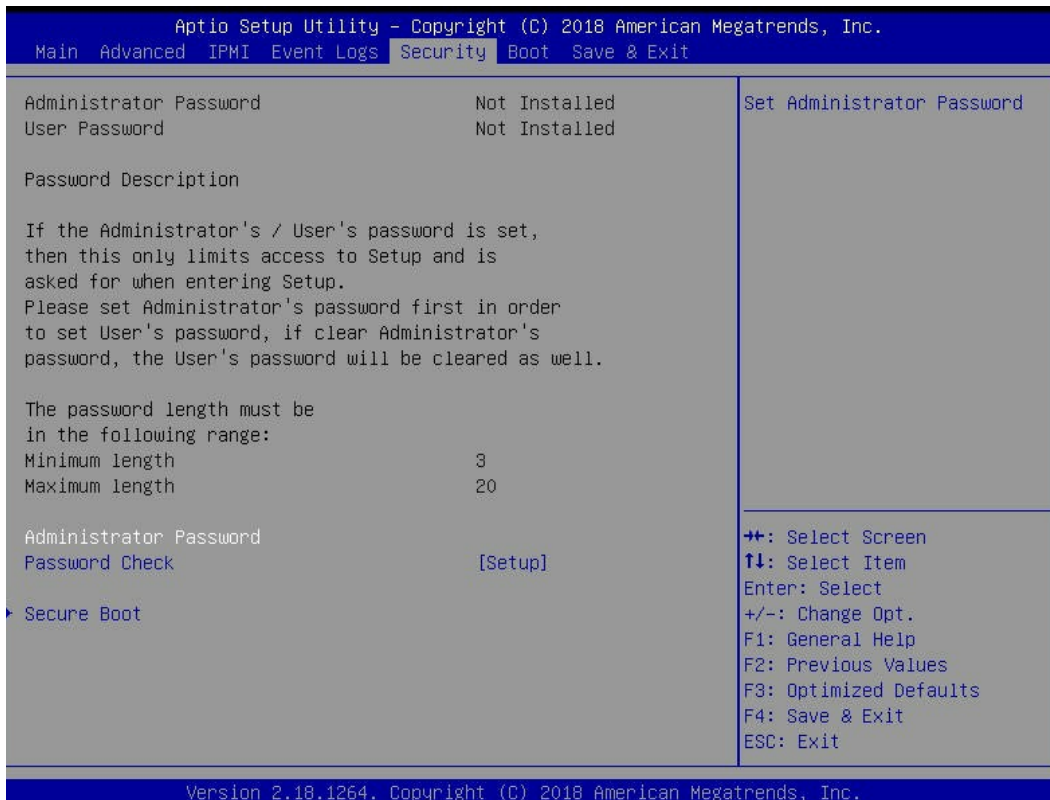 Aptio Setup Utility – Copyright (C) 2018 American Megatrends, Inc.
Main Advanced IPMI Event Logs Security Boot Save & Exit
Administrator Password Not Installed
User Password Not Installed
Password Description
If the Administrator's / User's password is set,
then this only limits access to Setup and is
asked for when entering Setup.
Please set Administrator's password first in order
to set User's password, if clear Administrator's
password, the User's password will be cleared as well.
The password length must be
in the following range:
Minimum length 3
Maximum length 20
Administrator Password
Password Check [Setup]
Secure Boot
Set Administrator Password
→←: Select Screen
↑↓: Select Item
Enter: Select
+/-: Change Opt.
F1: General Help
F2: Previous Values
F3: Optimized Defaults
F4: Save & Exit
ESC: Exit
Version 2.18.1264. Copyright (C) 2018 American Megatrends, Inc.